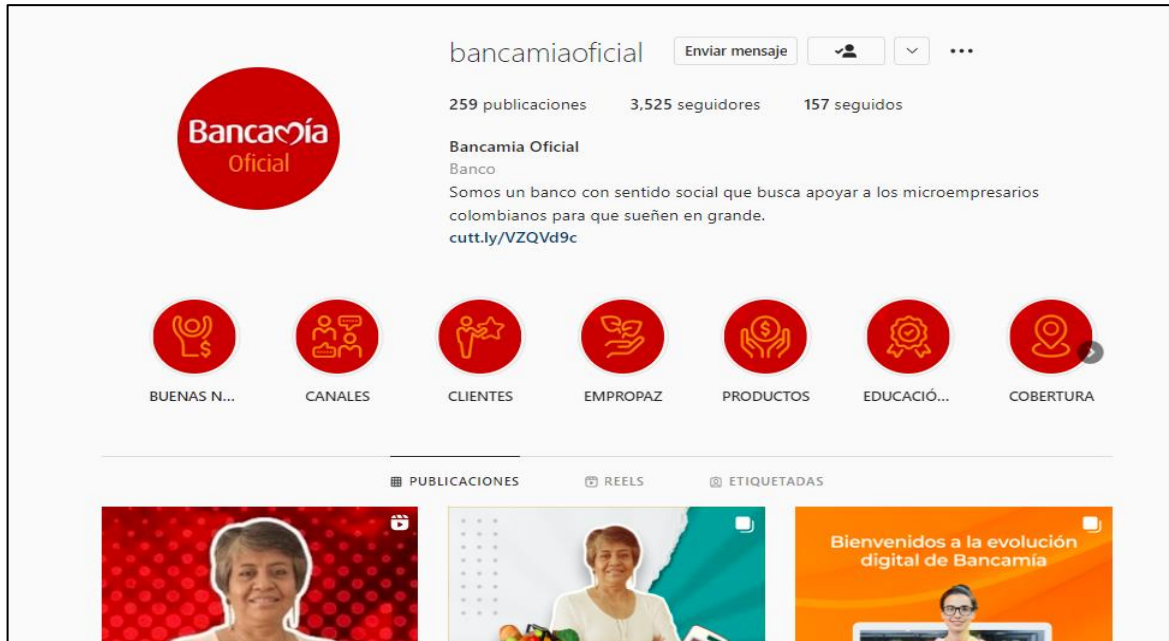 bancamiaoficial
Enviar mensaje
259 publicaciones
3,525 seguidores
157 seguidos
Bancamía
Oficial
Bancamia Oficial
Banco
Somos un banco con sentido social que busca apoyar a los microempresarios
colombianos para que sueñen en grande.
cutt.ly/VZQVd9c
BUENAS N...
CANALES
CLIENTES
EMPROPAZ
PRODUCTOS
EDUCACIÓ...
COBERTURA
PUBLICACIONES
REELS
ETIQUETADAS
Bienvenidos a la evolución
digital de Bancamía